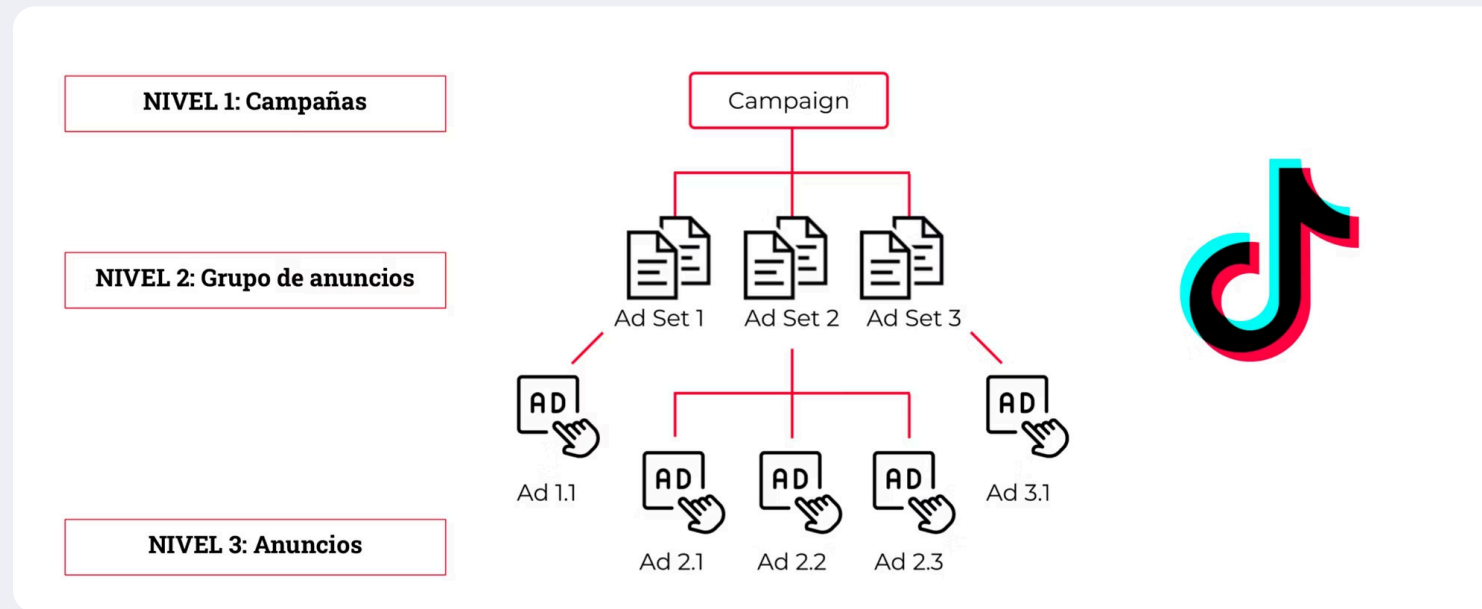 NIVEL 1: Campañas
Campaign
NIVEL 2: Grupo de anuncios
Ad Set 1
Ad Set 2
Ad Set 3
AD
Ad 1.1
AD
Ad 2.1
AD
Ad 2.2
AD
Ad 2.3
AD
Ad 3.1
NIVEL 3: Anuncios